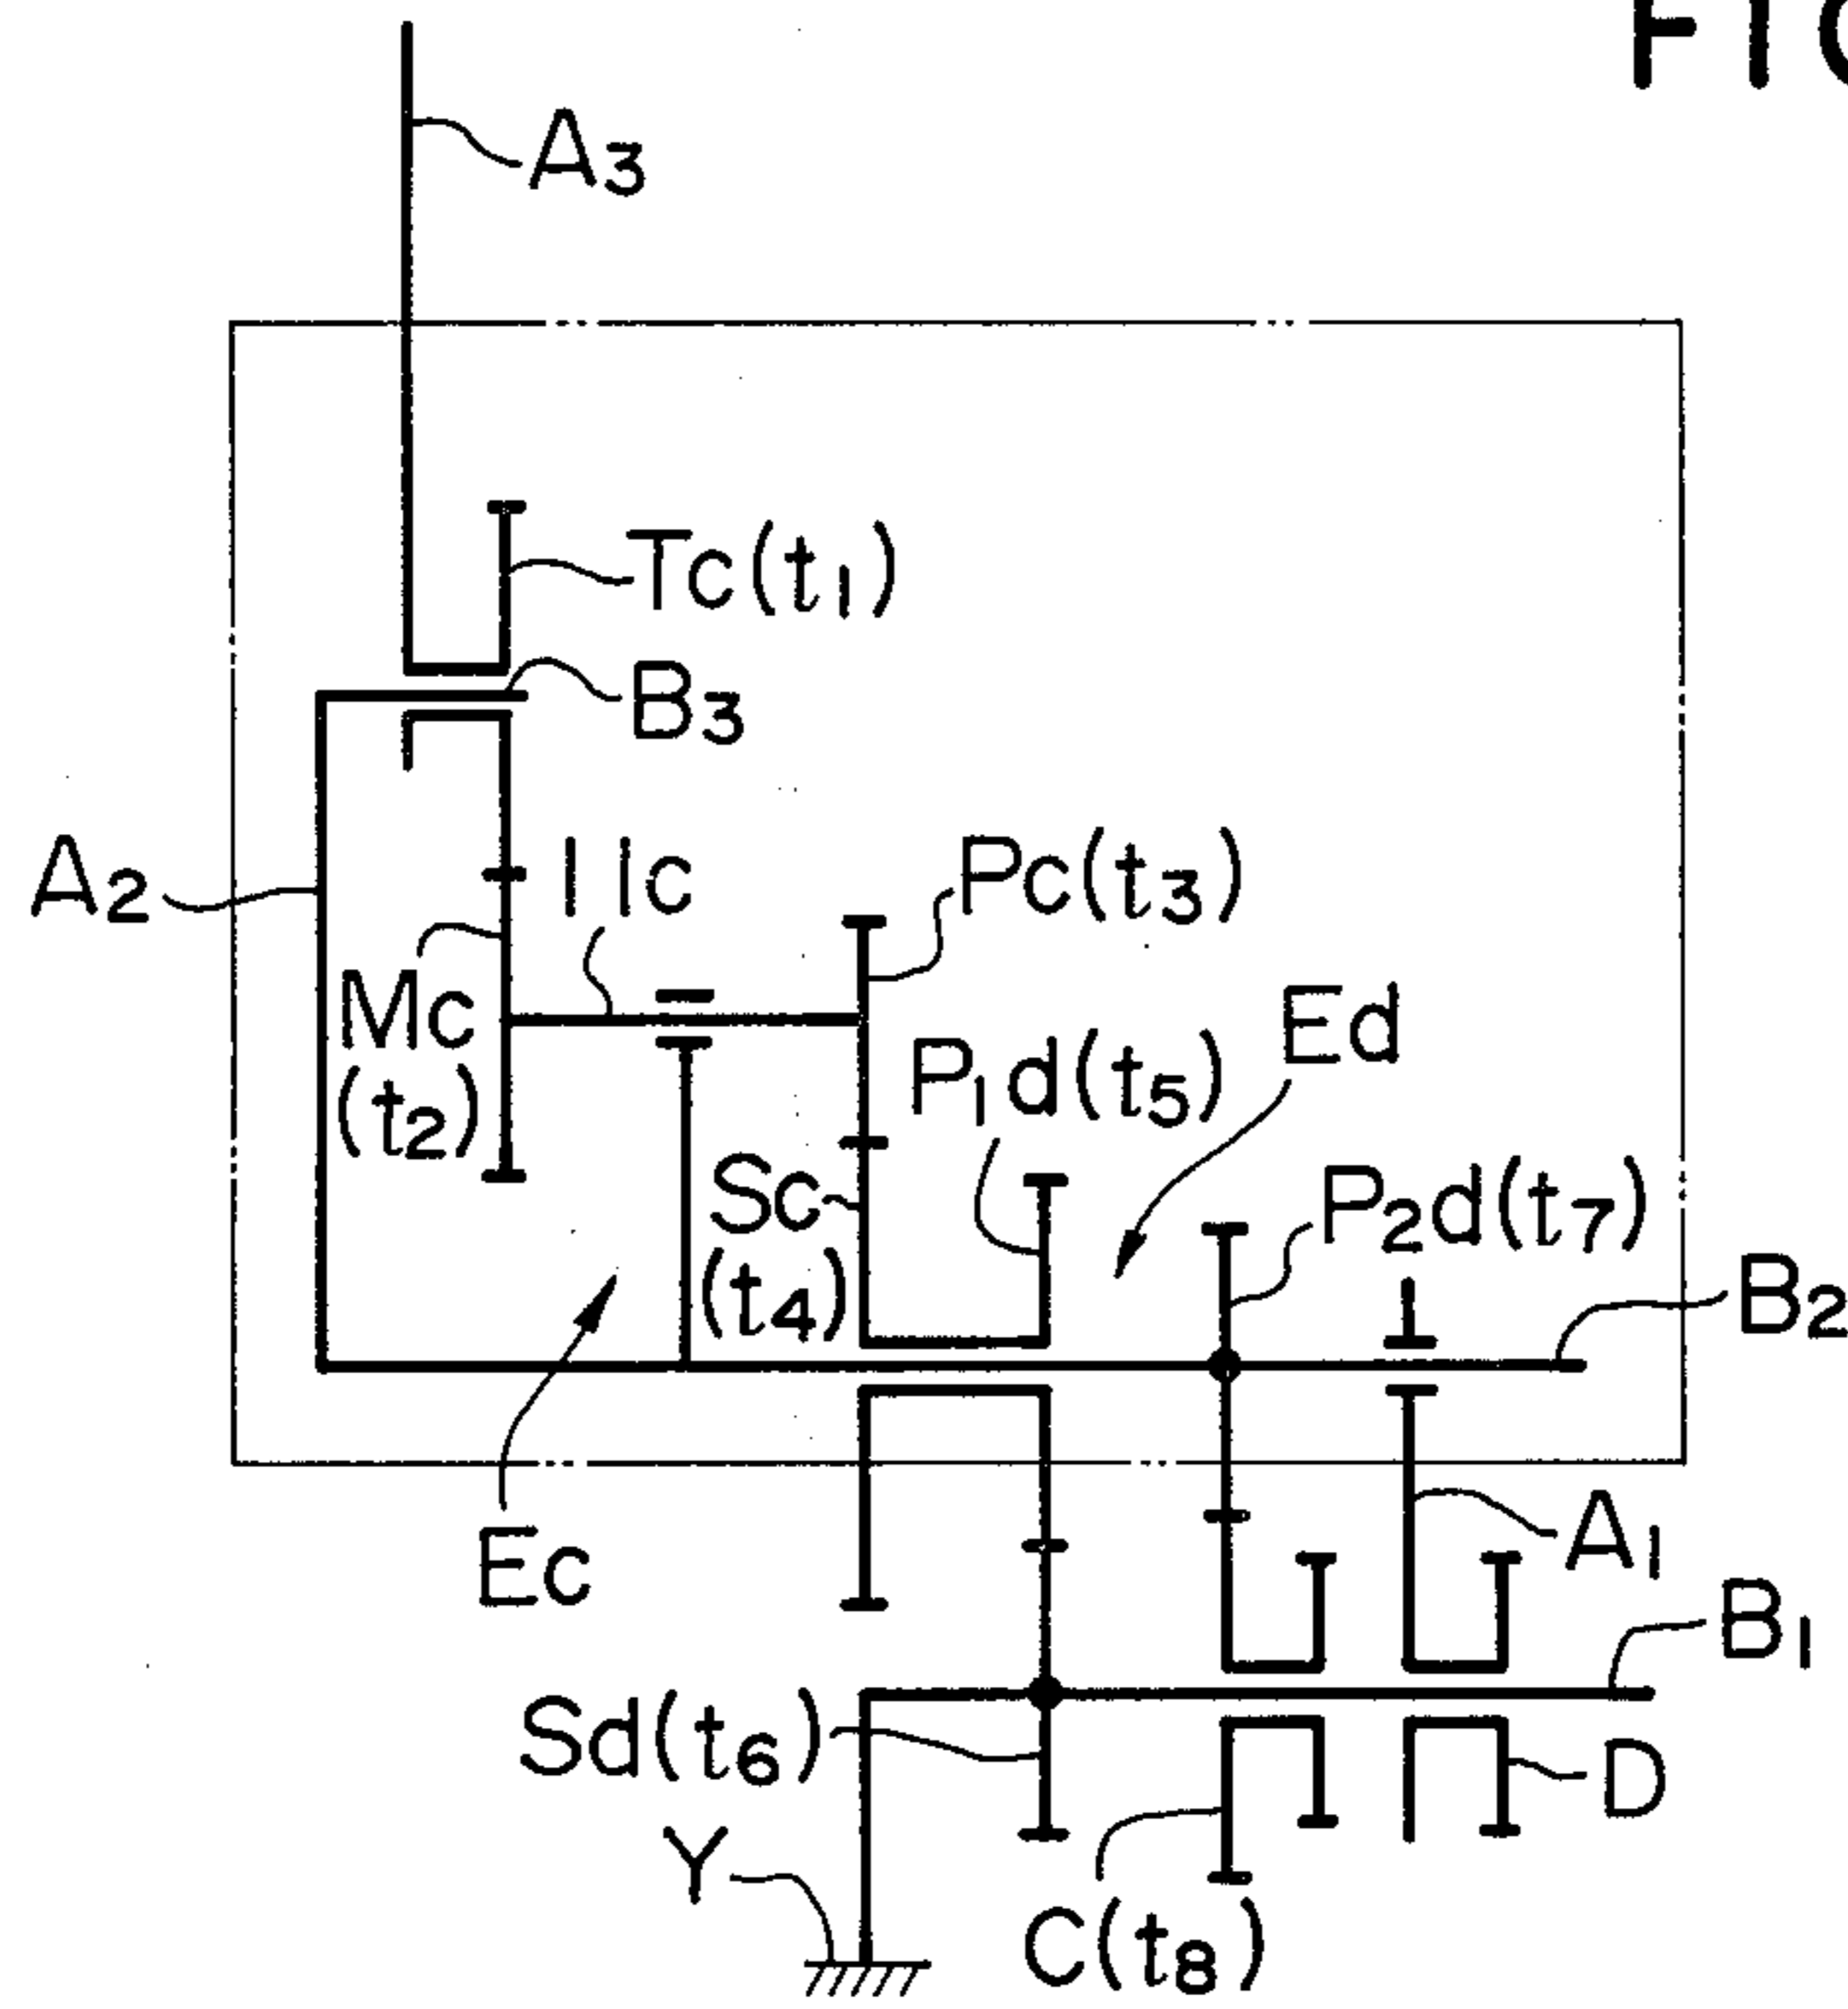 FIG
A3
Tc(t1)
B3
A2
11c
Pc(t3)
Mc
(t2)
P1d(t5)
Ed
Sc
(t4)
P2d(t7)
B2
Ec
A1
B1
Sd(t6)
D
Y
C(t8)